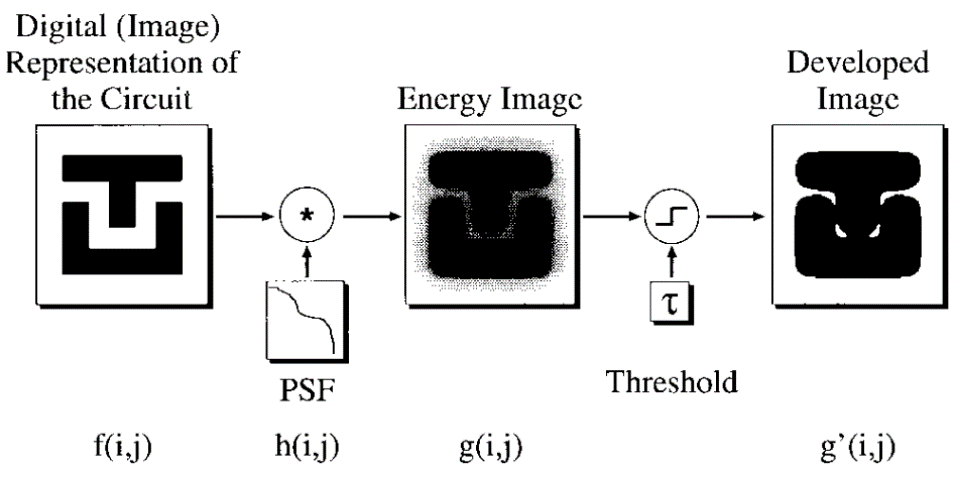 Digital (Image)
Representation of
the Circuit
Energy Image
Developed
Image
*
τ
PSF
Threshold
f(i,j)
h(i,j)
g(i,j)
g’(i,j)